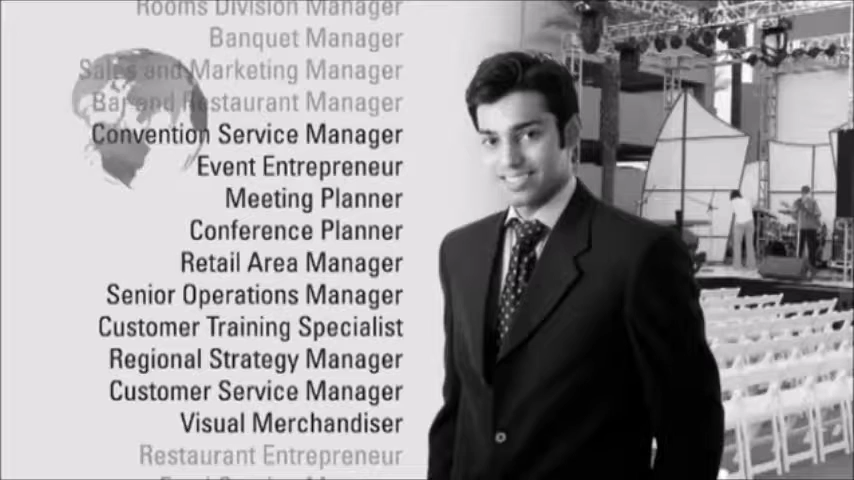 Rooms Division Manager
Banquet Manager
Sales and Marketing Manager
Bar and Restaurant Manager
Convention Service Manager
Event Entrepreneur
Meeting Planner
Conference Planner
Retail Area Manager
Senior Operations Manager
Customer Training Specialist
Regional Strategy Manager
Customer Service Manager
Visual Merchandiser
Restaurant Entrepreneur